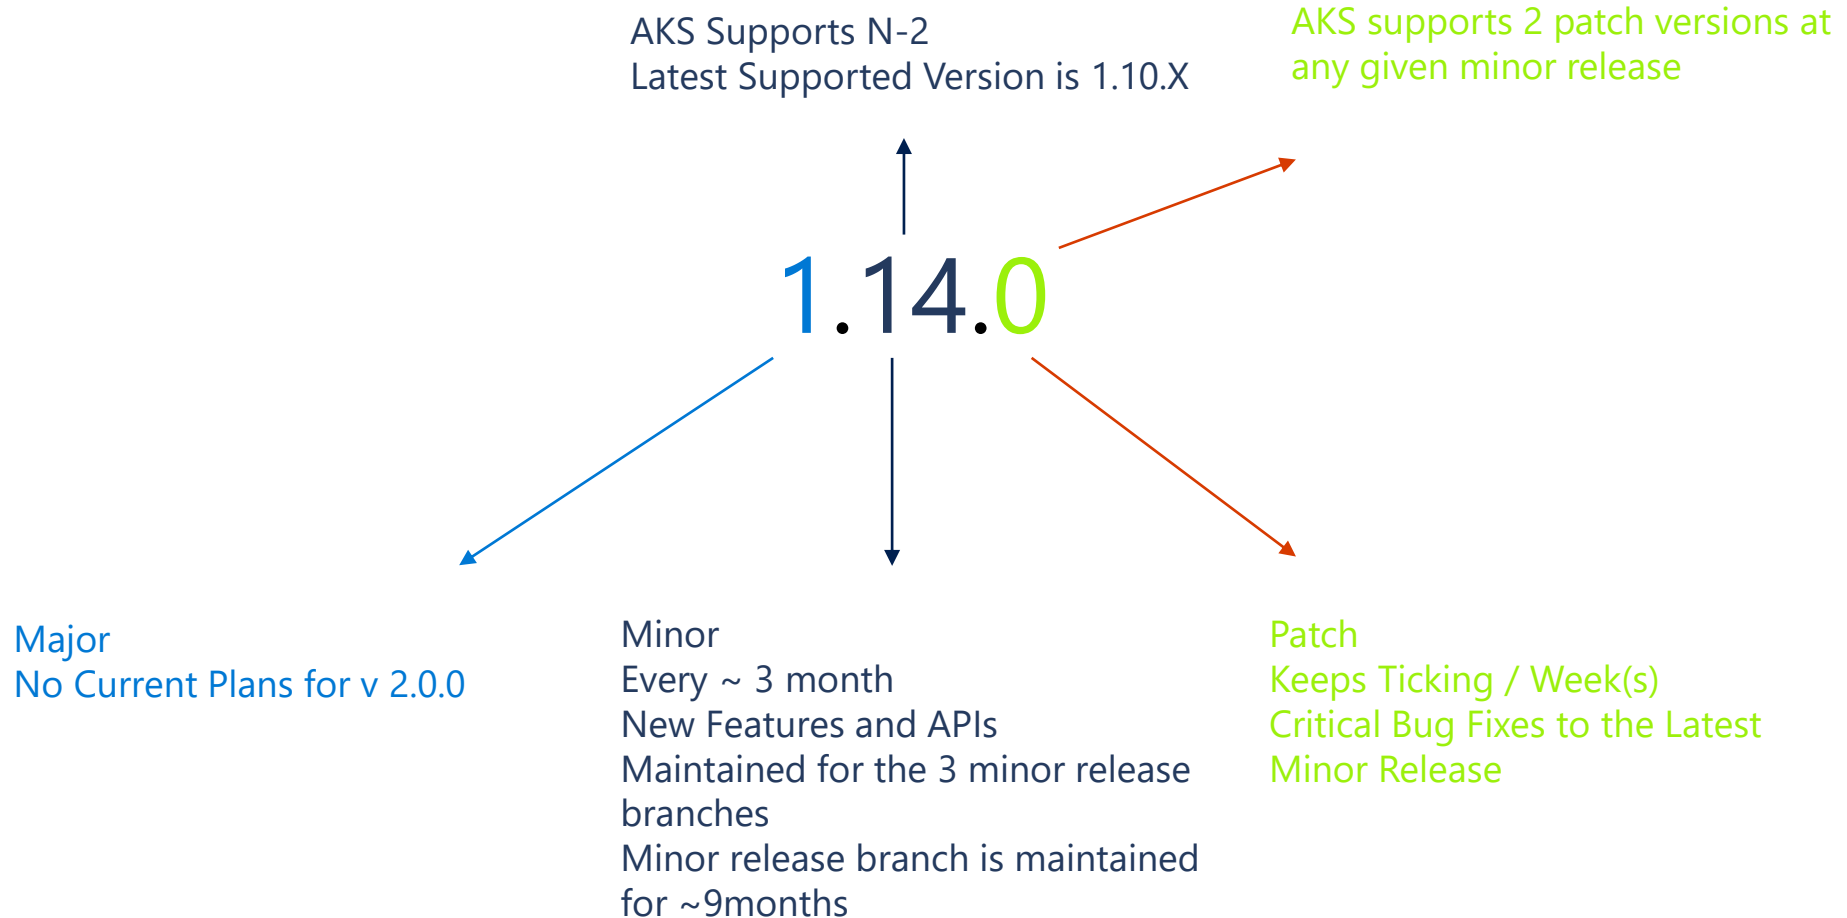 AKS Supports N-2
Latest Supported Version is 1.10.X
AKS supports 2 patch versions at
any given minor release
1.14.0
Major
No Current Plans for v 2.0.0
Minor
Every ~ 3 month
New Features and APIs
Maintained for the 3 minor release
branches
Minor release branch is maintained
for ~9months
Patch
Keeps Ticking / Week(s)
Critical Bug Fixes to the Latest
Minor Release